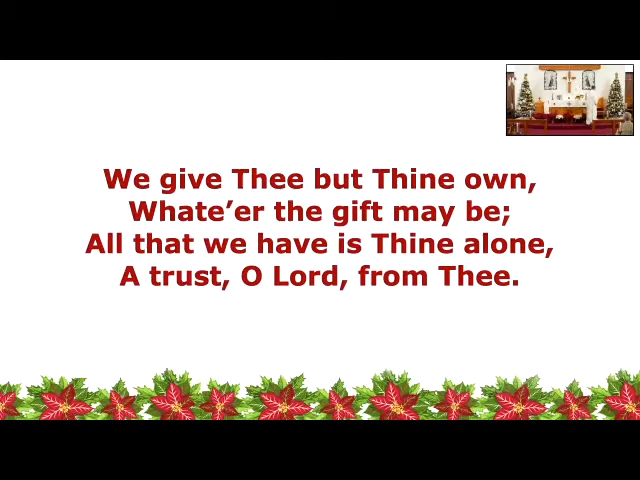 We give Thee but Thine own,
Whate’er the gift may be;
All that we have is Thine alone,
A trust, O Lord, from Thee.